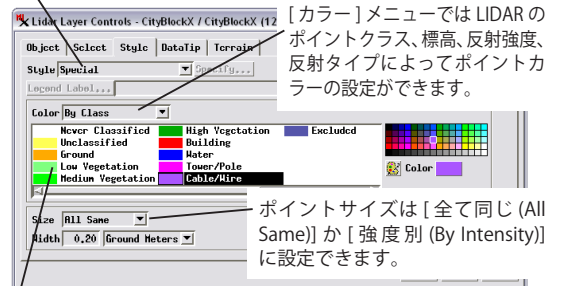 Lidar Layer Controls - CityBlockX / CityBlockX (12
Object Select Style DataTip Terrain
Style Special Specify...
Legend Label...
Color By Class
Never Classified High Vegetation Excluded
Unclassified Building
Ground Water
Low Vegetation Tower/Pole
Medium Vegetation Cable/Wire
Color
Size All Same
Width 0.20 Ground Meters
[ カラー ] メニューでは LIDAR の
ポイントクラス、標高、反射強度、
反射タイプによってポイントカ
ラーの設定ができます。
ポイントサイズは [ 全て同じ (All
Same)] か [ 強度別 (By Intensity)]
に設定できます。